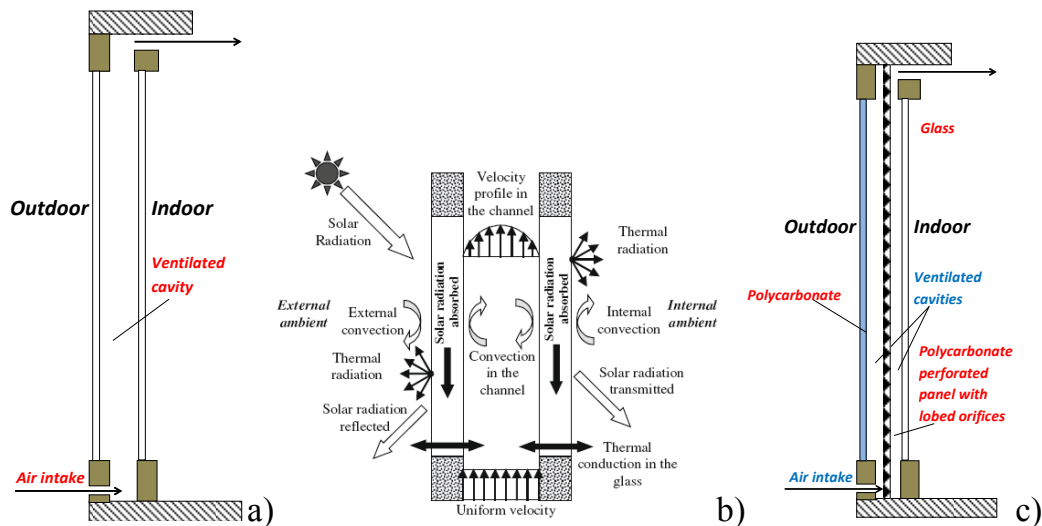 Outdoor
Indoor
Ventilated
cavity
Air intake
a)
Solar
Radiation
Velocity
profile in
the channel
Thermal
radiation
External
ambient
External
convection
Solar radiation
absorbed
Solar radiation
absorbed
Internal
convection
Internal
ambient
Thermal
radiation
Convection
in the
channel
Solar radiation
transmitted
Solar radiation
reflected
Thermal
conduction in the
glass
Uniform velocity
b)
Glass
Outdoor
Indoor
Polycarbonate
Ventilated
cavities
Polycarbonate
perforated
panel with
lobed orifices
Air intake
c)